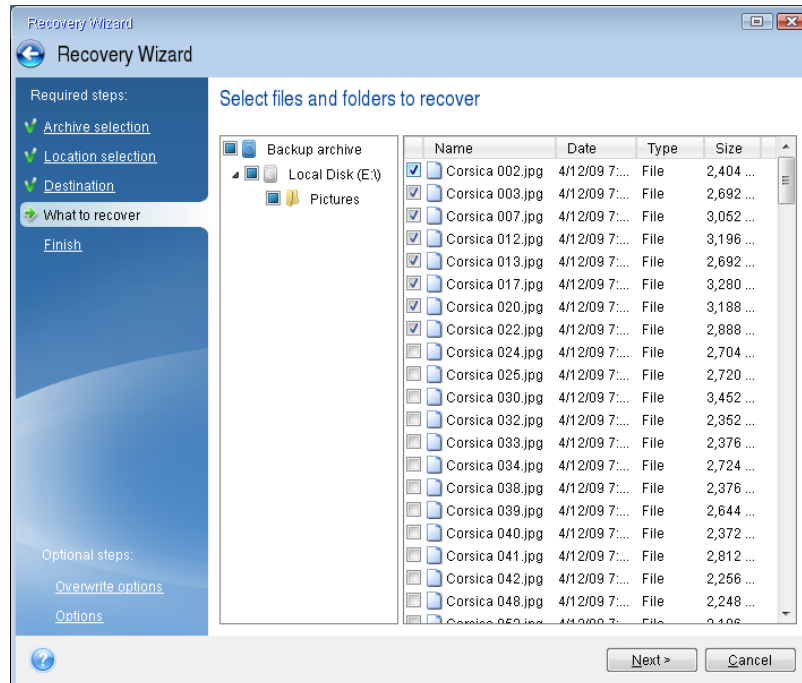 Recovery Wizard
Recovery Wizard
Required steps:
Archive selection
Location selection
Destination
What to recover
Finish
Optional steps:
Overwrite options
Options
Select files and folders to recover
Backup archive
Local Disk (E:\)
Pictures
Name Date Type Size
Corsica 002.jpg 4/12/09 7:... File 2,404 ...
Corsica 003.jpg 4/12/09 7:... File 2,692 ...
Corsica 007.jpg 4/12/09 7:... File 3,052 ...
Corsica 012.jpg 4/12/09 7:... File 3,196 ...
Corsica 013.jpg 4/12/09 7:... File 2,692 ...
Corsica 017.jpg 4/12/09 7:... File 3,280 ...
Corsica 020.jpg 4/12/09 7:... File 3,188 ...
Corsica 022.jpg 4/12/09 7:... File 2,888 ...
Corsica 024.jpg 4/12/09 7:... File 2,704 ...
Corsica 025.jpg 4/12/09 7:... File 2,720 ...
Corsica 030.jpg 4/12/09 7:... File 3,452 ...
Corsica 032.jpg 4/12/09 7:... File 2,352 ...
Corsica 033.jpg 4/12/09 7:... File 2,376 ...
Corsica 034.jpg 4/12/09 7:... File 2,724 ...
Corsica 038.jpg 4/12/09 7:... File 2,376 ...
Corsica 039.jpg 4/12/09 7:... File 2,644 ...
Corsica 040.jpg 4/12/09 7:... File 2,372 ...
Corsica 041.jpg 4/12/09 7:... File 2,812 ...
Corsica 042.jpg 4/12/09 7:... File 2,256 ...
Corsica 048.jpg 4/12/09 7:... File 2,248 ...
Next >
Cancel